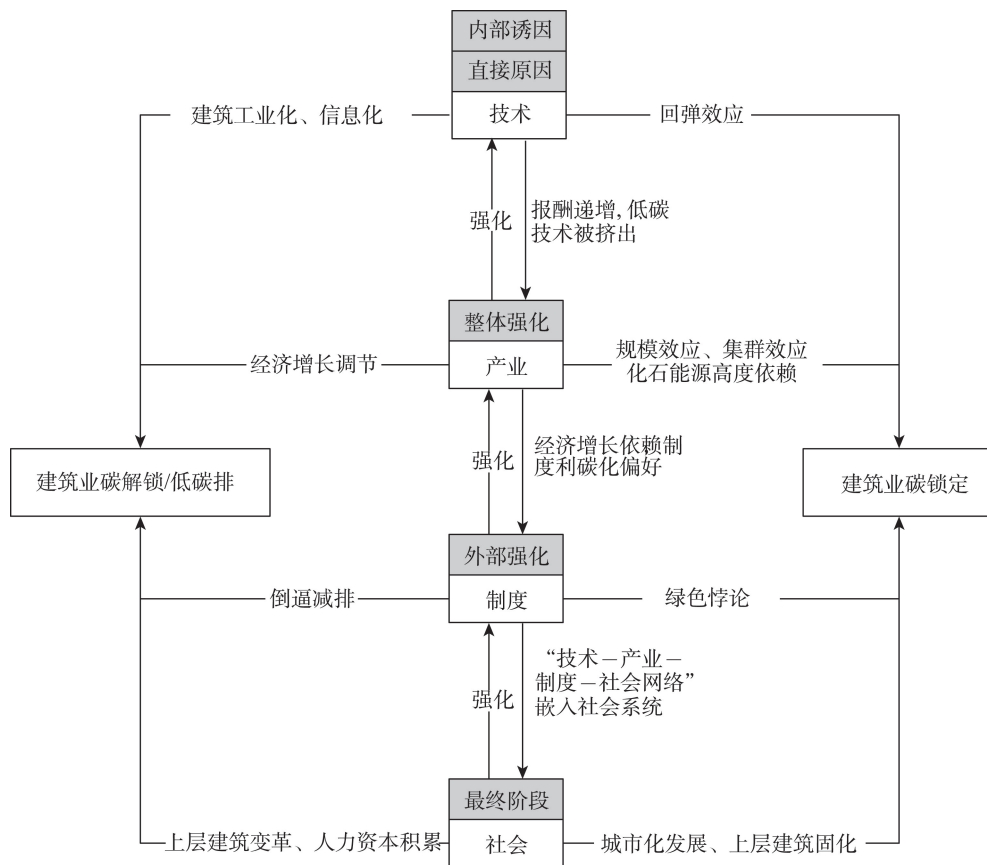 内部诱因
直接原因
建筑工业化、信息化
技术
回弹效应
强化
报酬递增, 低碳
技术被挤出
整体强化
经济增长调节
产业
规模效应、集群效应
化石能源高度依赖
强化
经济增长依赖制
度利碳化偏好
建筑业碳解锁/低碳排
建筑业碳锁定
外部强化
倒逼减排
制度
绿色悖论
强化
“技术－产业－
制度－社会网络”
嵌入社会系统
最终阶段
上层建筑变革、人力资本积累
社会
城市化发展、上层建筑固化